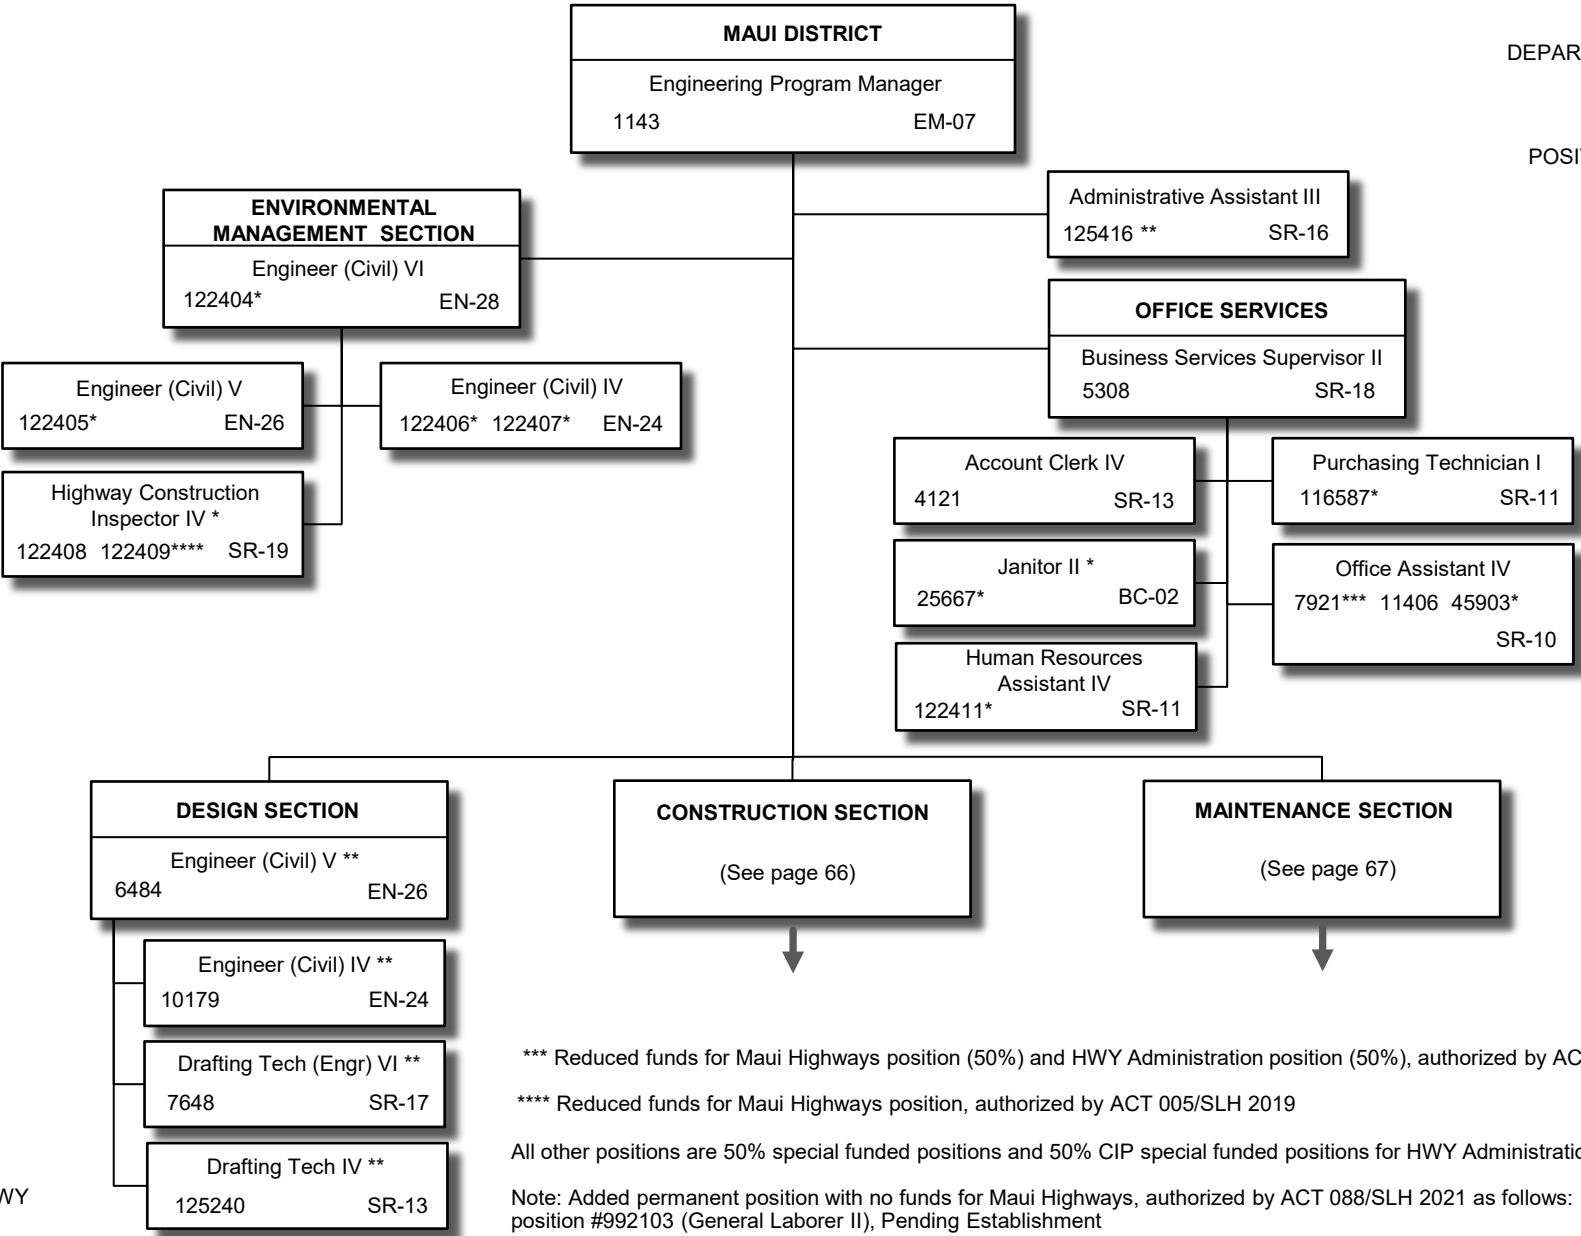 MAUI DISTRICT
Engineering Program Manager
1143 EM-07
DEPAR
POSI
ENVIRONMENTAL
MANAGEMENT SECTION
Engineer (Civil) VI
122404* EN-28
Administrative Assistant III
125416 ** SR-16
OFFICE SERVICES
Business Services Supervisor II
5308 SR-18
Engineer (Civil) V
122405* EN-26
Engineer (Civil) IV
122406* 122407* EN-24
Highway Construction
Inspector IV *
122408 122409**** SR-19
Account Clerk IV
4121 SR-13
Purchasing Technician I
116587* SR-11
Janitor II *
25667* BC-02
Office Assistant IV
7921*** 11406 45903*
SR-10
Human Resources
Assistant IV
122411* SR-11
DESIGN SECTION
Engineer (Civil) V **
6484 EN-26
CONSTRUCTION SECTION
(See page 66)
MAINTENANCE SECTION
(See page 67)
Engineer (Civil) IV **
10179 EN-24
Drafting Tech (Engr) VI **
7648 SR-17
Drafting Tech IV **
125240 SR-13
WY
*** Reduced funds for Maui Highways position (50%) and HWY Administration position (50%), authorized by AC
**** Reduced funds for Maui Highways position, authorized by ACT 005/SLH 2019
All other positions are 50% special funded positions and 50% CIP special funded positions for HWY Administratio
Note: Added permanent position with no funds for Maui Highways, authorized by ACT 088/SLH 2021 as follows:
position #992103 (General Laborer II), Pending Establishment